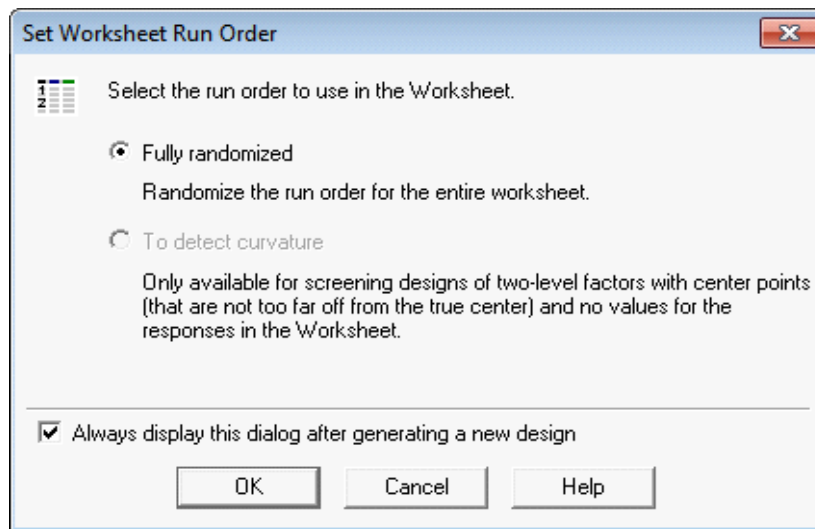 Set Worksheet Run Order
1
2
Select the run order to use in the Worksheet.
Fully randomized
Randomize the run order for the entire worksheet.
To detect curvature
Only available for screening designs of two-level factors with center points
(that are not too far off from the true center) and no values for the
responses in the Worksheet.
Always display this dialog after generating a new design
OK Cancel Help